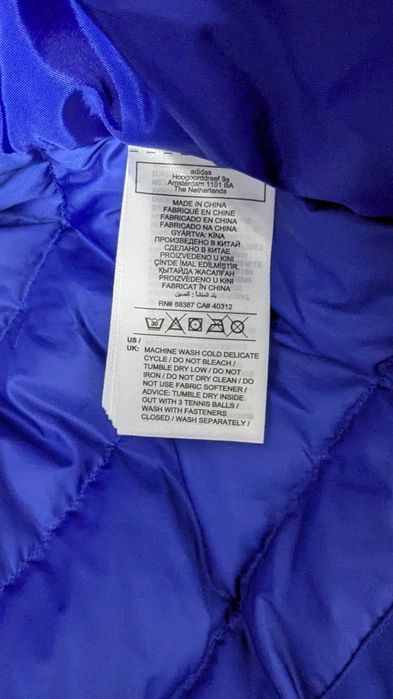 adidas
Hoogoorddreef 9a
Amsterdam 1101 BA
The Netherlands
MADE IN CHINA
FABRIQUÉ EN CHINE
FABRICADO EN CHINA
FABRICADO NA CHINA
GYÁRTVA: KÍNA
ПРОИЗВЕДЕНО В КИТАЙ
СДЕЛАНО В КИТАЕ
PROIZVEDENO U KINI
ÇİN'DE İMAL EDİLMİŞTİR.
ҚЫТАЙДА ЖАСАЛҒАН
PROIZVEDENO U KINI
FABRICAT ÎN CHINA
بلد المنشأ : الصين
RN# 88387 CA# 40312
US /
UK: MACHINE WASH COLD DELICATE
CYCLE / DO NOT BLEACH /
TUMBLE DRY LOW / DO NOT
IRON / DO NOT DRY CLEAN / DO
NOT USE FABRIC SOFTENER /
ADVICE: TUMBLE DRY INSIDE
OUT WITH 3 TENNIS BALLS /
WASH WITH FASTENERS
CLOSED / WASH SEPARATELY /